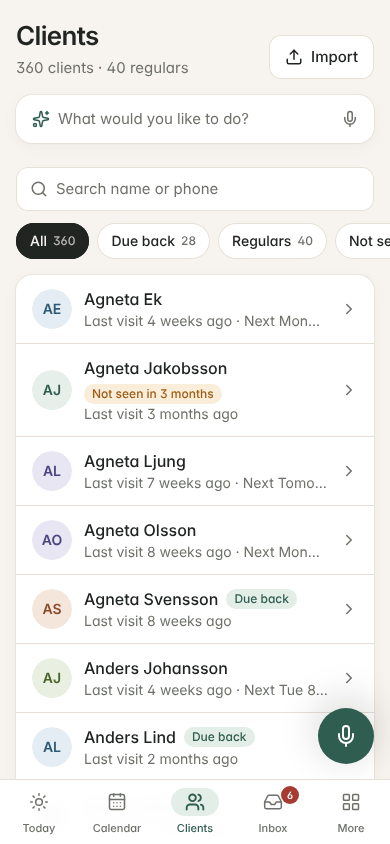 Clients
360 clients · 40 regulars
Import
What would you like to do?
Search name or phone
All 360
Due back 28
Regulars 40
Not se
AE
Agneta Ek
Last visit 4 weeks ago · Next Mon...
AJ
Agneta Jakobsson
Not seen in 3 months
Last visit 3 months ago
AL
Agneta Ljung
Last visit 7 weeks ago · Next Tomo...
AO
Agneta Olsson
Last visit 8 weeks ago · Next Mon...
AS
Agneta Svensson Due back
Last visit 8 weeks ago
AJ
Anders Johansson
Last visit 4 weeks ago · Next Tue 8...
AL
Anders Lind Due back
Last visit 2 months ago
Today
Calendar
Clients
6
Inbox
More